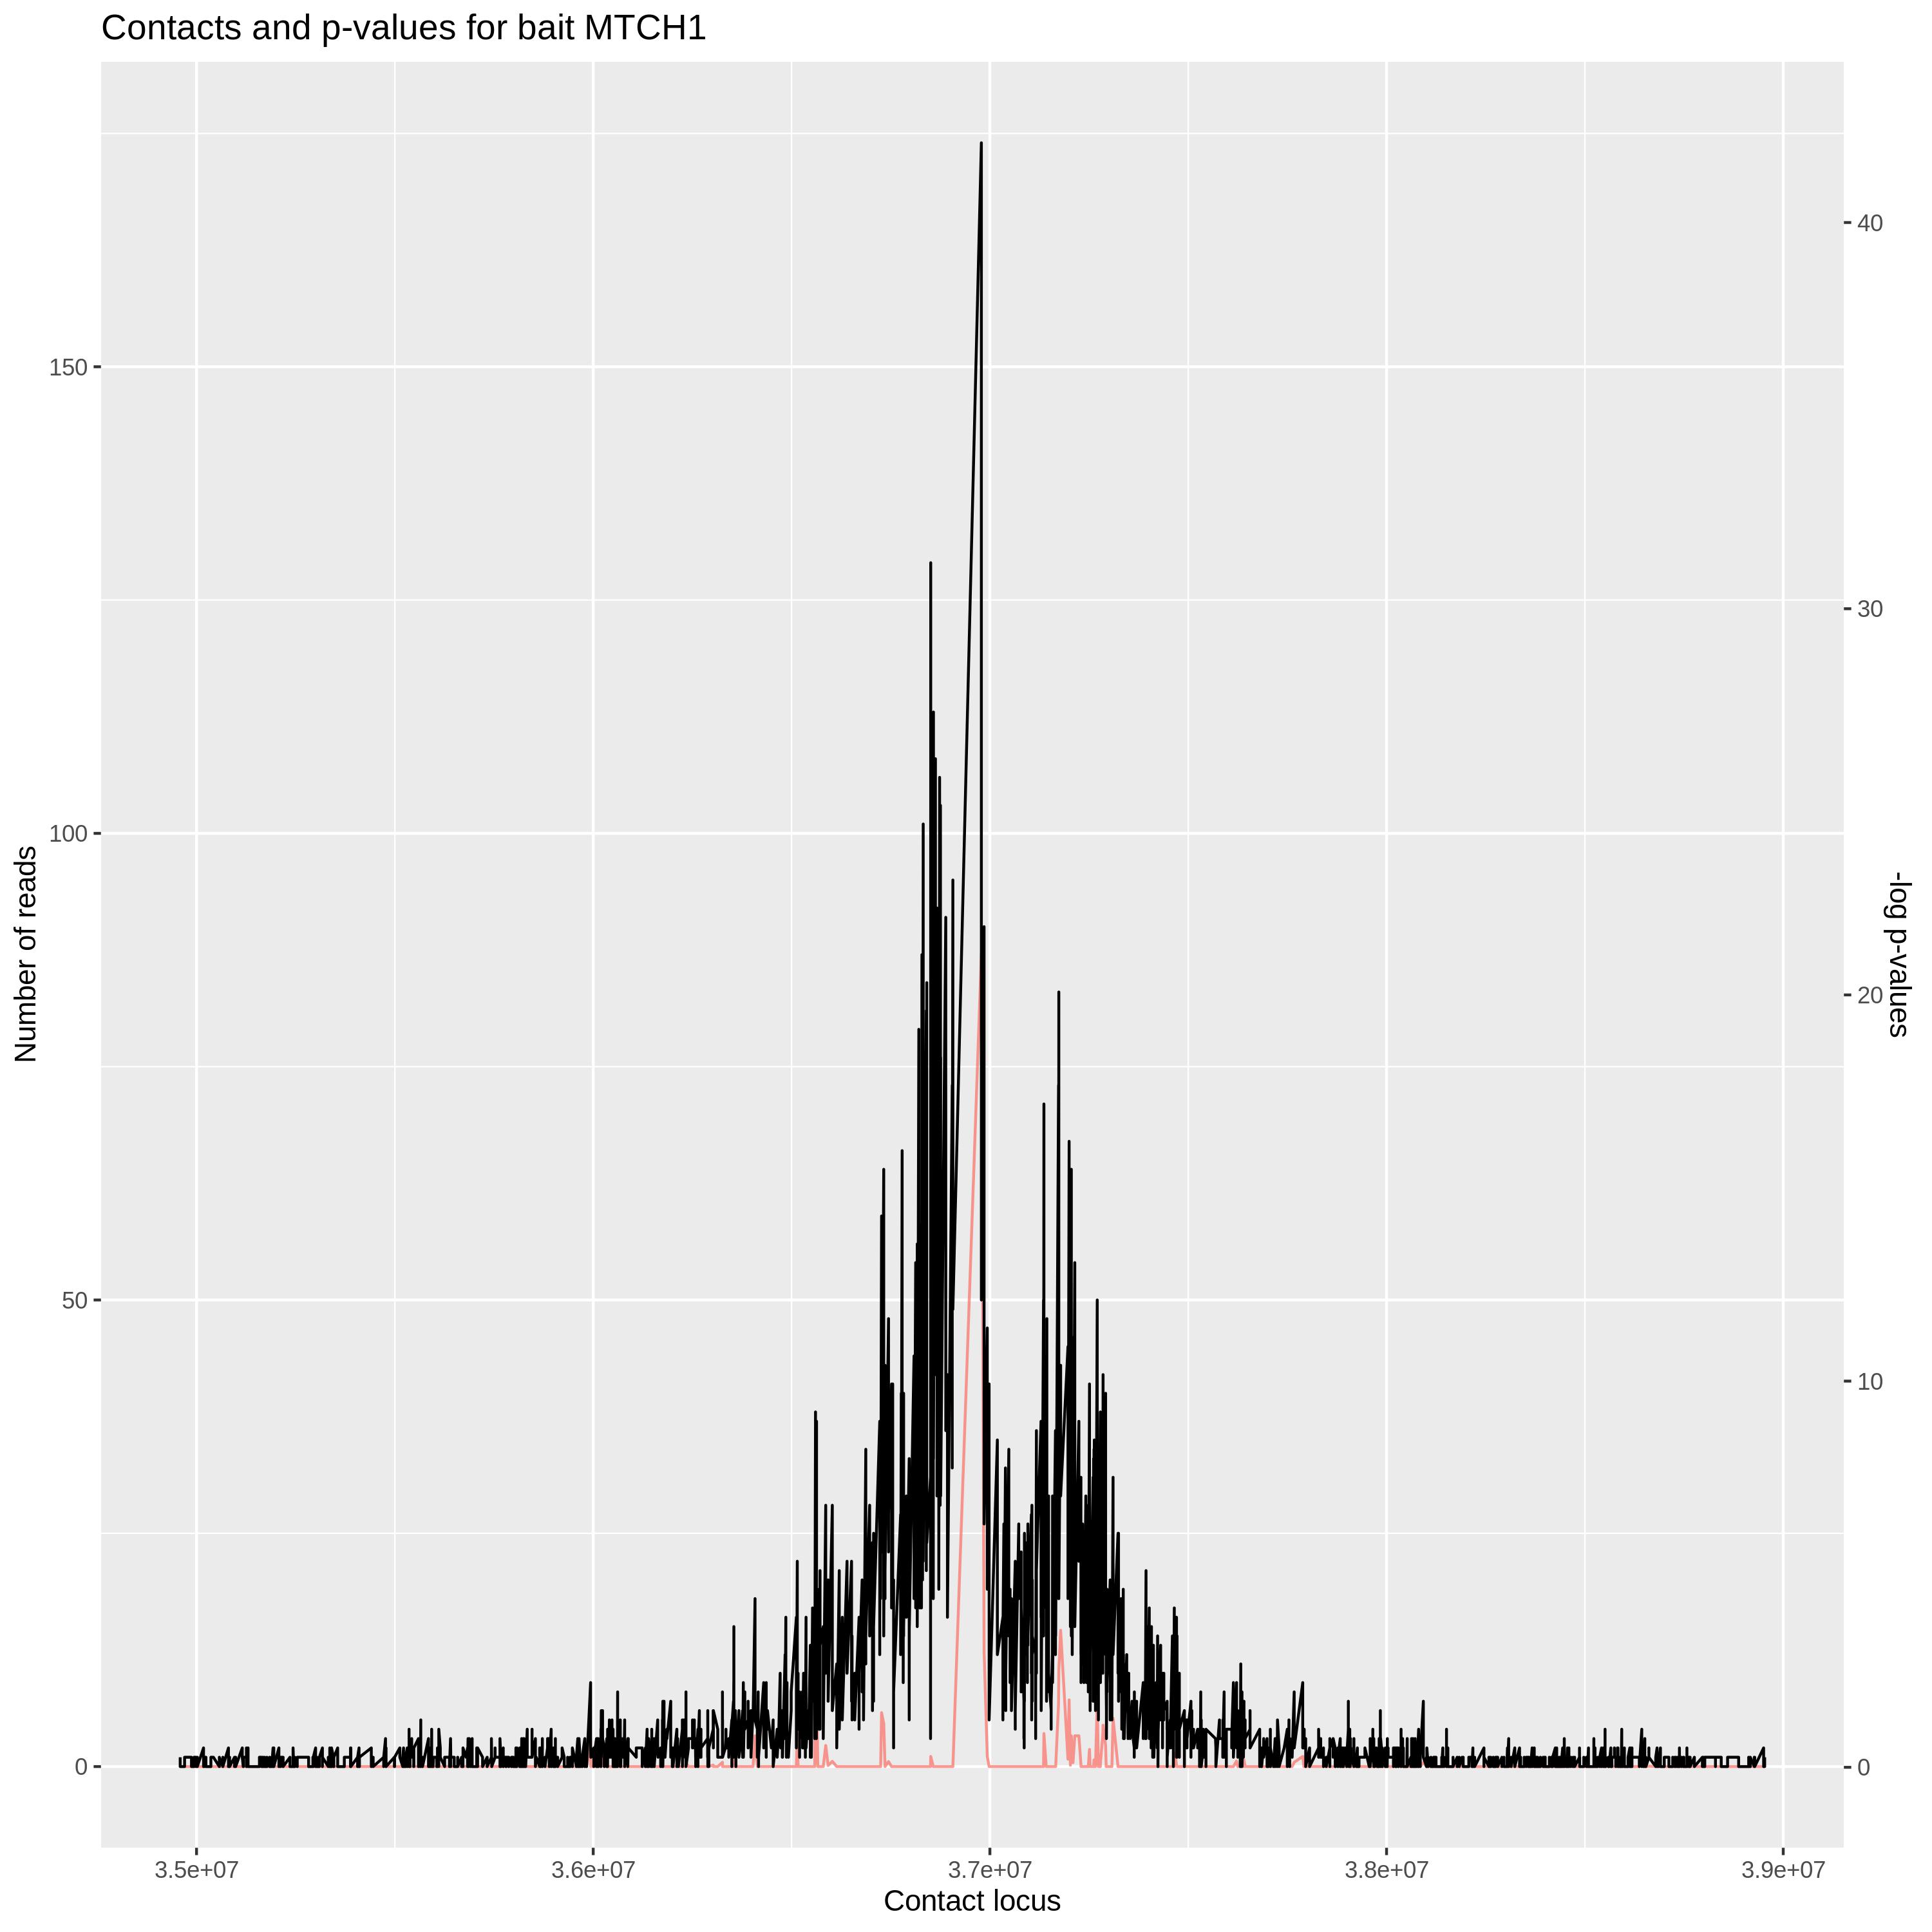 Contacts and p-values for bait MTCH1
150
100
50
0
Number of reads
40
30
20
10
0
-log p-values
3.5e+07
3.6e+07
3.7e+07
3.8e+07
3.9e+07
Contact locus